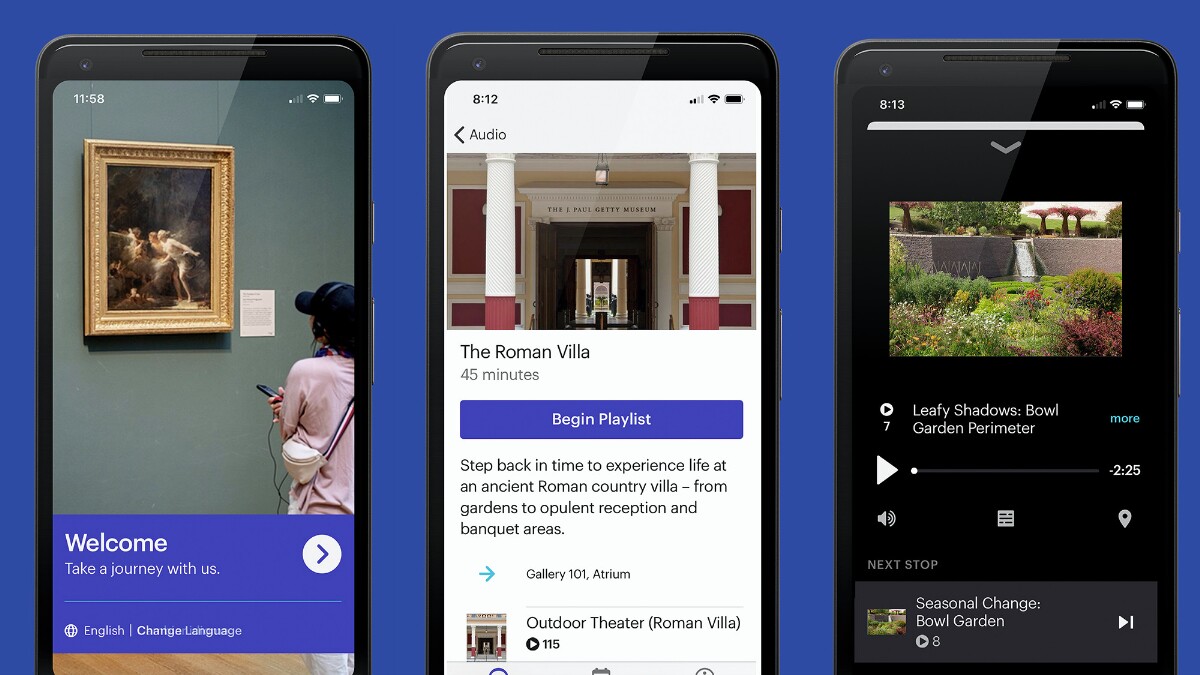 11:58
Welcome
Take a journey with us.
English | Change Language
8:12
Audio
THE J. PAUL GETTY MUSEUM
The Roman Villa
45 minutes
Begin Playlist
Step back in time to experience life at
an ancient Roman country villa – from
gardens to opulent reception and
banquet areas.
Gallery 101, Atrium
Outdoor Theater (Roman Villa)
115
8:13
Leafy Shadows: Bowl
Garden Perimeter
more
7
-2:25
NEXT STOP
Seasonal Change:
Bowl Garden
8